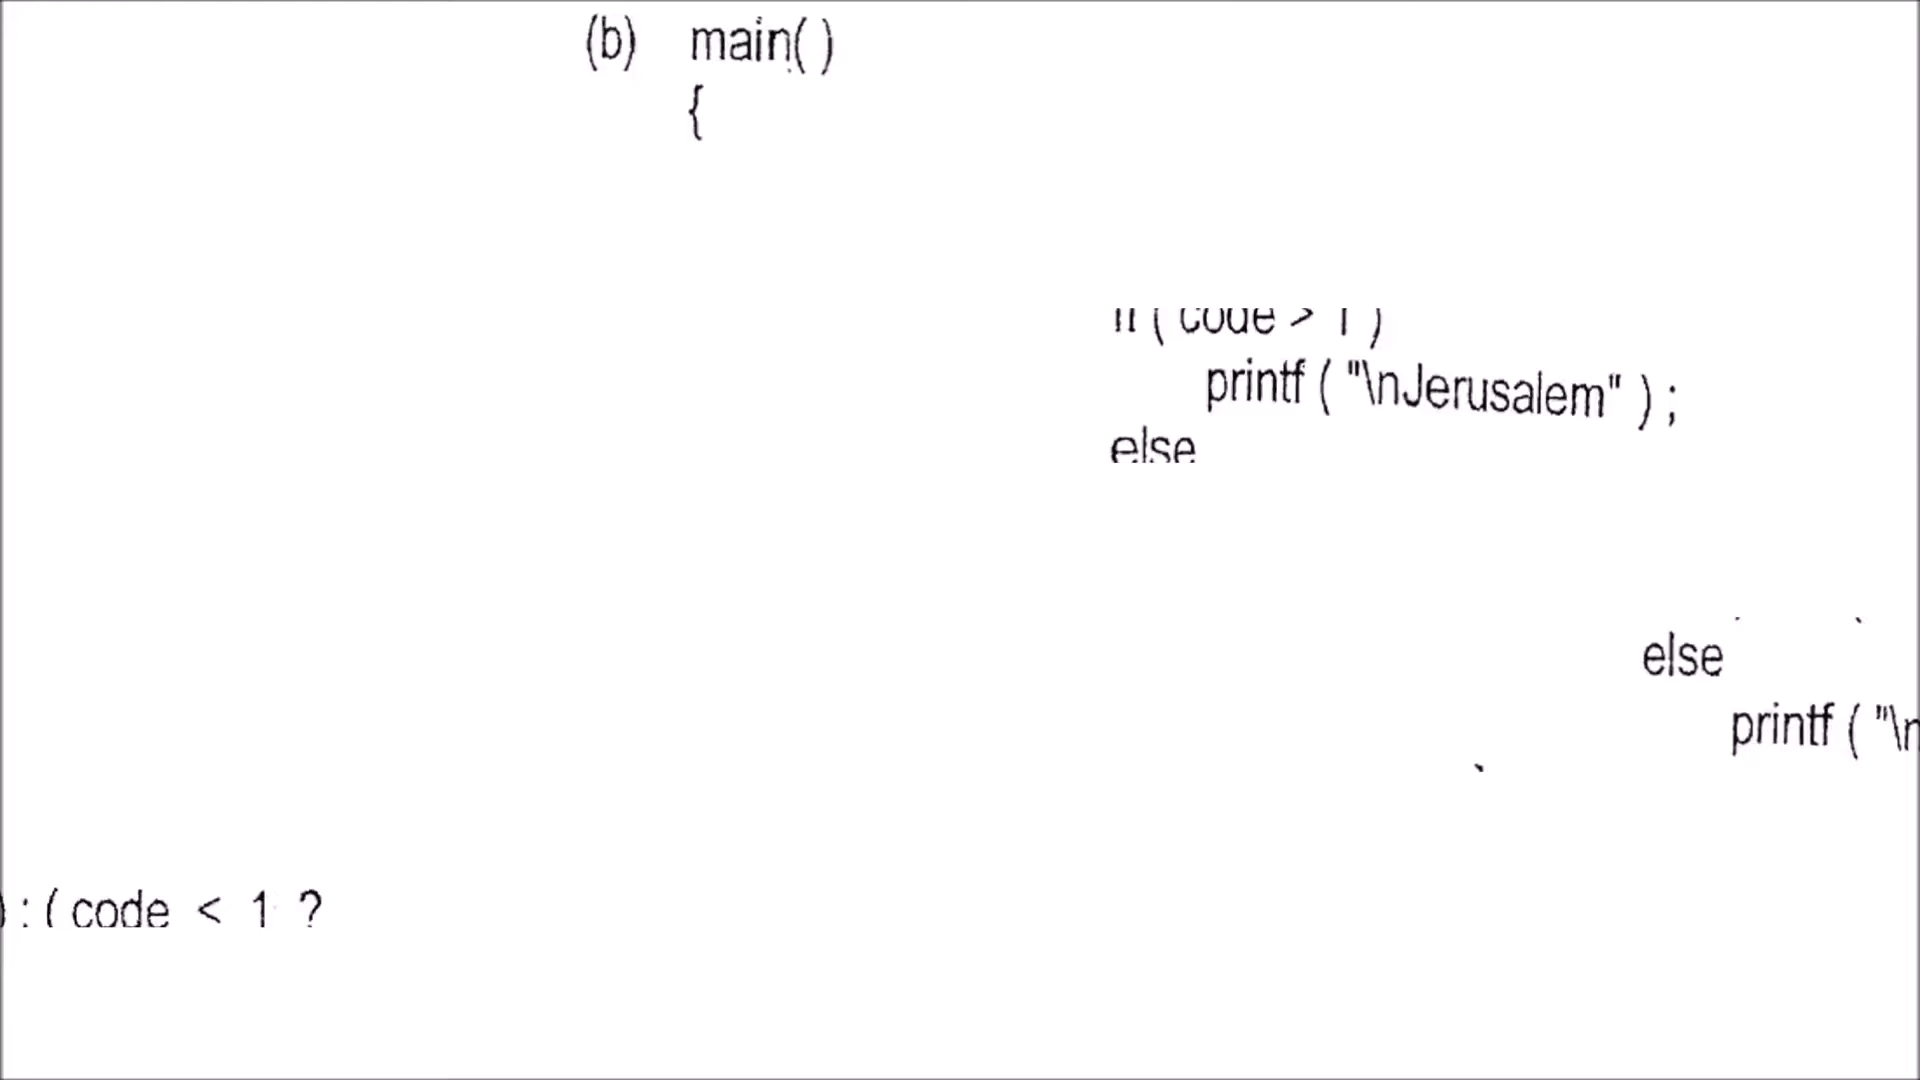 (b) main( )
{
if ( code > 1 )
printf ( "\nJerusalem" ) ;
else
else
printf ( "\n
) : ( code < 1 ?